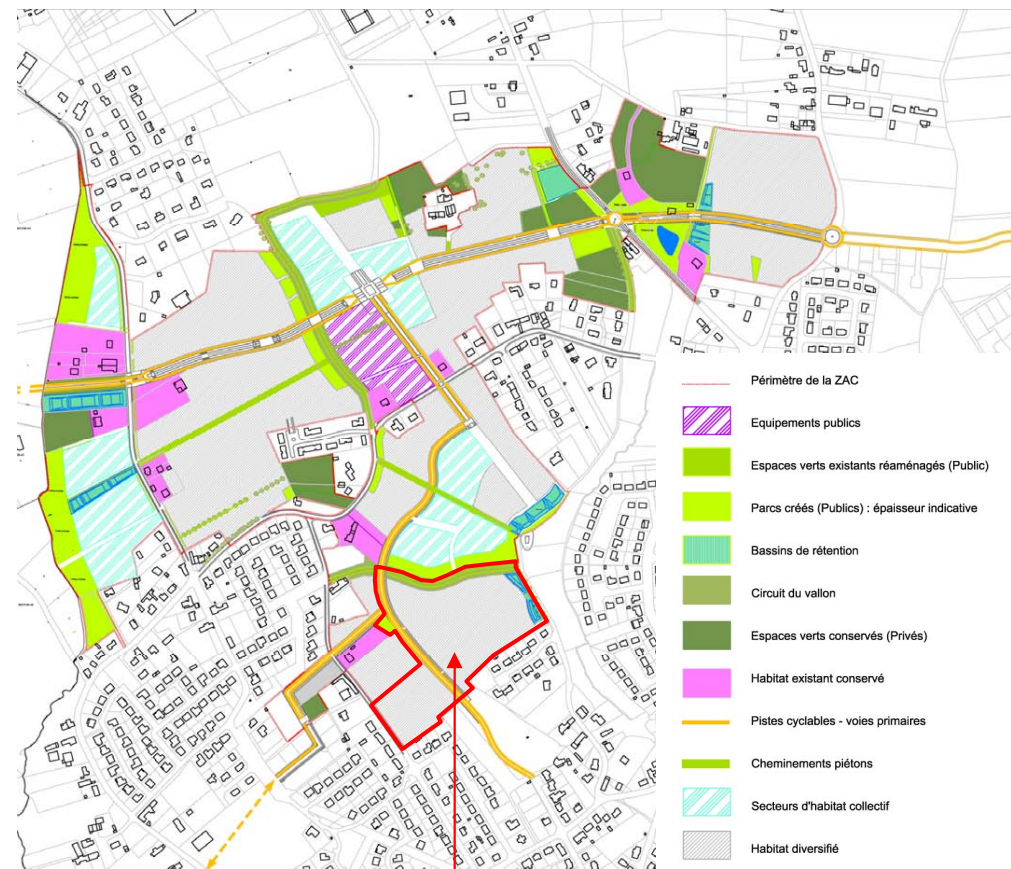 Périmètre de la ZAC
Equipements publics
Espaces verts existants réaménagés (Public)
Parcs créés (Publics) : épaisseur indicative
Bassins de rétention
Circuit du vallon
Espaces verts conservés (Privés)
Habitat existant conservé
Pistes cyclables - voies primaires
Cheminements piétons
Secteurs d'habitat collectif
Habitat diversifié